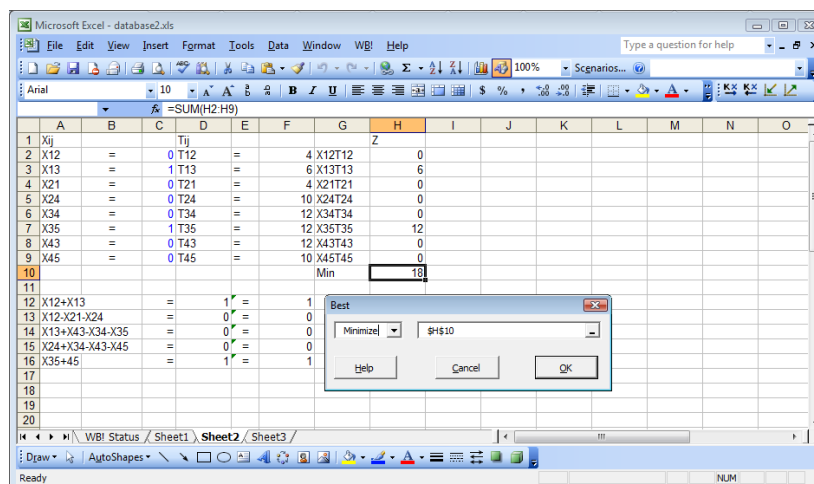 Microsoft Excel - database2.xls
File Edit View Insert Format Tools Data Window WB! Help Type a question for help
100% Scenarios...
Arial 10 B I U $ % ,
fx =SUM(H2:H9)
A B C D E F G H I J K L M N O
1 Xij Tij Z
2 X12 = 0 T12 = 4 X12T12 0
3 X13 = 1 T13 = 6 X13T13 6
4 X21 = 0 T21 = 4 X21T21 0
5 X24 = 0 T24 = 10 X24T24 0
6 X34 = 0 T34 = 12 X34T34 0
7 X35 = 1 T35 = 12 X35T35 12
8 X43 = 0 T43 = 12 X43T43 0
9 X45 = 0 T45 = 10 X45T45 0
10 Min 18
11
12 X12+X13 = 1 = 1
13 X12-X21-X24 = 0 = 0
14 X13+X43-X34-X35 = 0 = 0
15 X24+X34-X43-X45 = 0 = 0
16 X35+45 = 1 = 1
17
18
19
20
Best
Minimize $H$10
Help Cancel OK
WB! Status Sheet1 Sheet2 Sheet3
Draw AutoShapes
Ready NUM